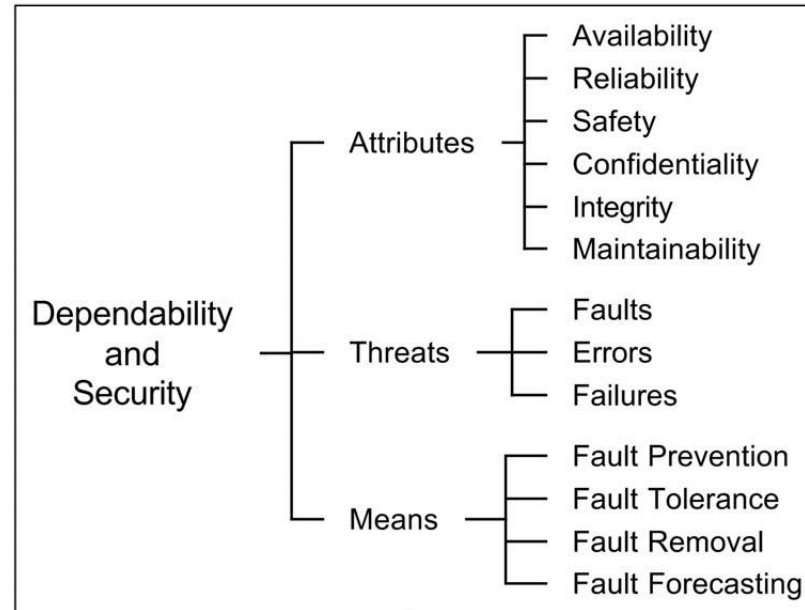 Dependability
and
Security
Attributes
Availability
Reliability
Safety
Confidentiality
Integrity
Maintainability
Threats
Faults
Errors
Failures
Means
Fault Prevention
Fault Tolerance
Fault Removal
Fault Forecasting